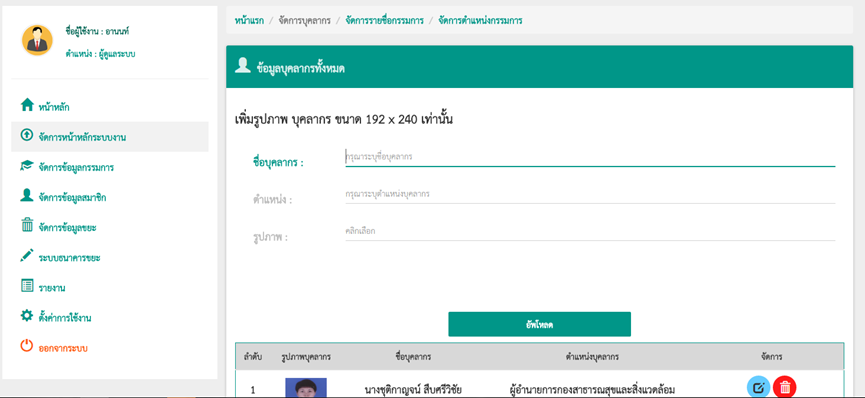 ชื่อผู้ใช้งาน : อานนท์
ตำแหน่ง : ผู้ดูแลระบบ
หน้าหลัก
จัดการหน้าหลักระบบงาน
จัดการข้อมูลกรรมการ
จัดการข้อมูลสมาชิก
จัดการข้อมูลขยะ
ระบบธนาคารขยะ
รายงาน
ตั้งค่าการใช้งาน
ออกจากระบบ
หน้าแรก / จัดการบุคลากร / จัดการรายชื่อกรรมการ / จัดการตำแหน่งกรรมการ
ข้อมูลบุคลากรทั้งหมด
เพิ่มรูปภาพ บุคลากร ขนาด 192 x 240 เท่านั้น
ชื่อบุคลากร : กรุณาระบุชื่อบุคลากร
ตำแหน่ง : กรุณาระบุตำแหน่งบุคลากร
รูปภาพ : คลิกเลือก
อัพโหลด
ลำดับ รูปภาพบุคลากร ชื่อบุคลากร ตำแหน่งบุคลากร จัดการ
1 นางชุติกาญจน์ สืบศรีวิชัย ผู้อำนายการกองสาธารณสุขและสิ่งแวดล้อม